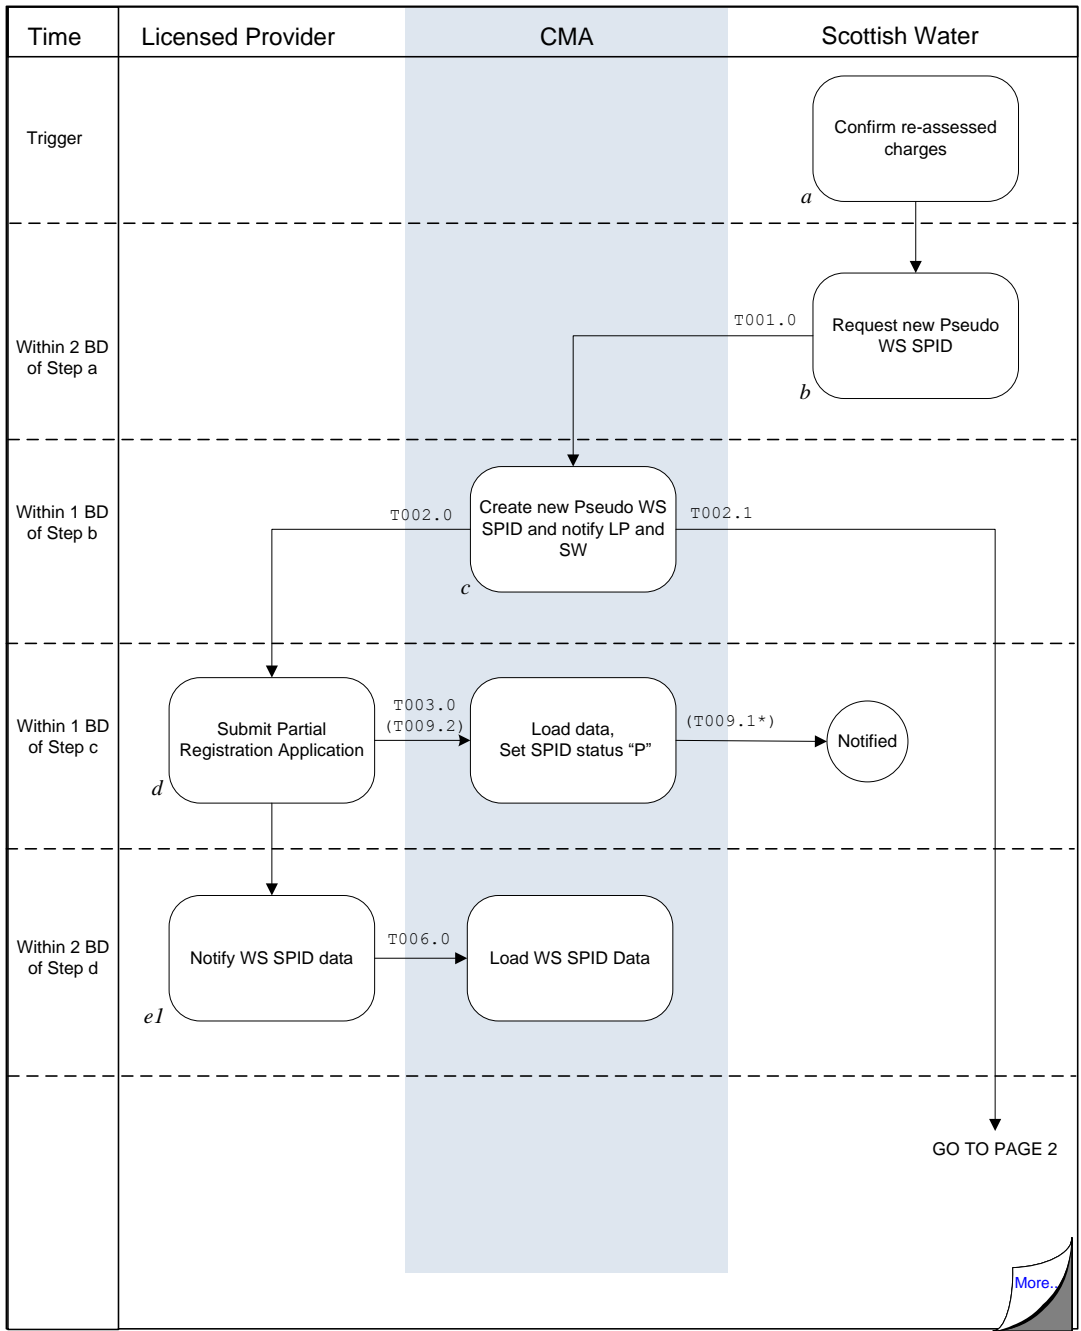 Time
Licensed Provider
CMA
Scottish Water
Trigger
Confirm re-assessed
charges
a
Within 2 BD
of Step a
T001.0
Request new Pseudo
WS SPID
b
Within 1 BD
of Step b
T002.0
Create new Pseudo WS
SPID and notify LP and
SW
T002.1
c
Within 1 BD
of Step c
Submit Partial
Registration Application
d
T003.0
(T009.2)
Load data,
Set SPID status “P”
(T009.1*)
Notified
Within 2 BD
of Step d
Notify WS SPID data
e1
T006.0
Load WS SPID Data
GO TO PAGE 2
More..